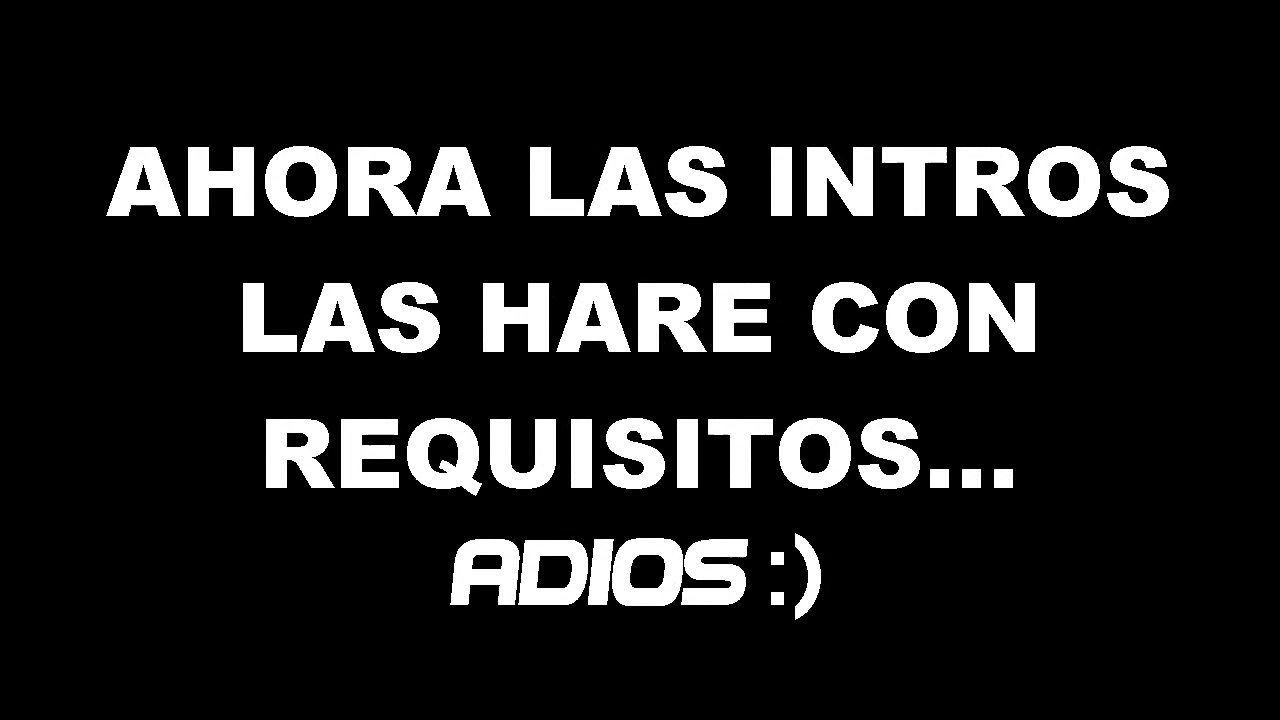 AHORA LAS INTROS
LAS HARE CON
REQUISITOS...
ADIOS :)